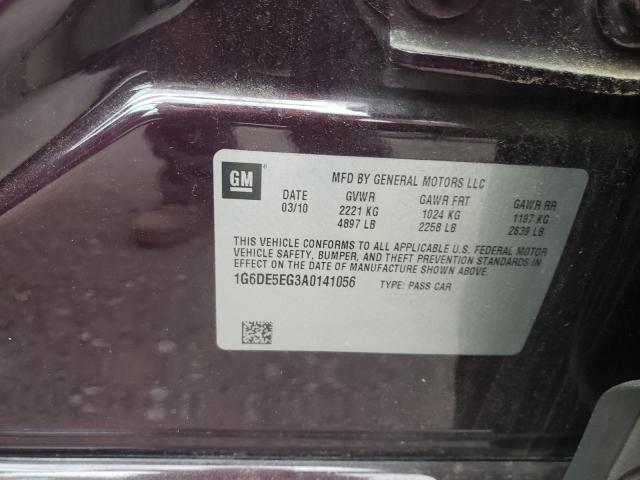 GM
MFD BY GENERAL MOTORS LLC
DATE GVWR GAWR FRT GAWR RR
03/10 2221 KG 1024 KG 1197 KG
4897 LB 2258 LB 2639 LB
THIS VEHICLE CONFORMS TO ALL APPLICABLE U.S. FEDERAL MOTOR
VEHICLE SAFETY, BUMPER, AND THEFT PREVENTION STANDARDS IN
EFFECT ON THE DATE OF MANUFACTURE SHOWN ABOVE.
1G6DE5EG3A0141056 TYPE: PASS CAR